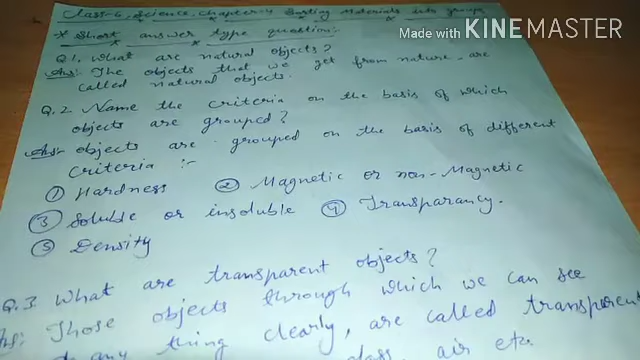 Class-6, Science, chapter-4 Sorting Materials into groups
Made with KINEMASTER
* Short answer type question:-
Q1. What are natural objects?
Ans:- The objects that we get from nature, are
called natural objects.
Q.2 Name the criteria on the basis of which
objects are grouped?
Ans:- objects are grouped on the basis of different
criteria :-
① Hardness ② Magnetic or non-Magnetic
③ Soluble or insoluble ④ Transparancy.
⑤ Density
Q.3 What are transparent objects?
Ans: Those objects through which we can see
any thing clearly, are called transparent
air etc.